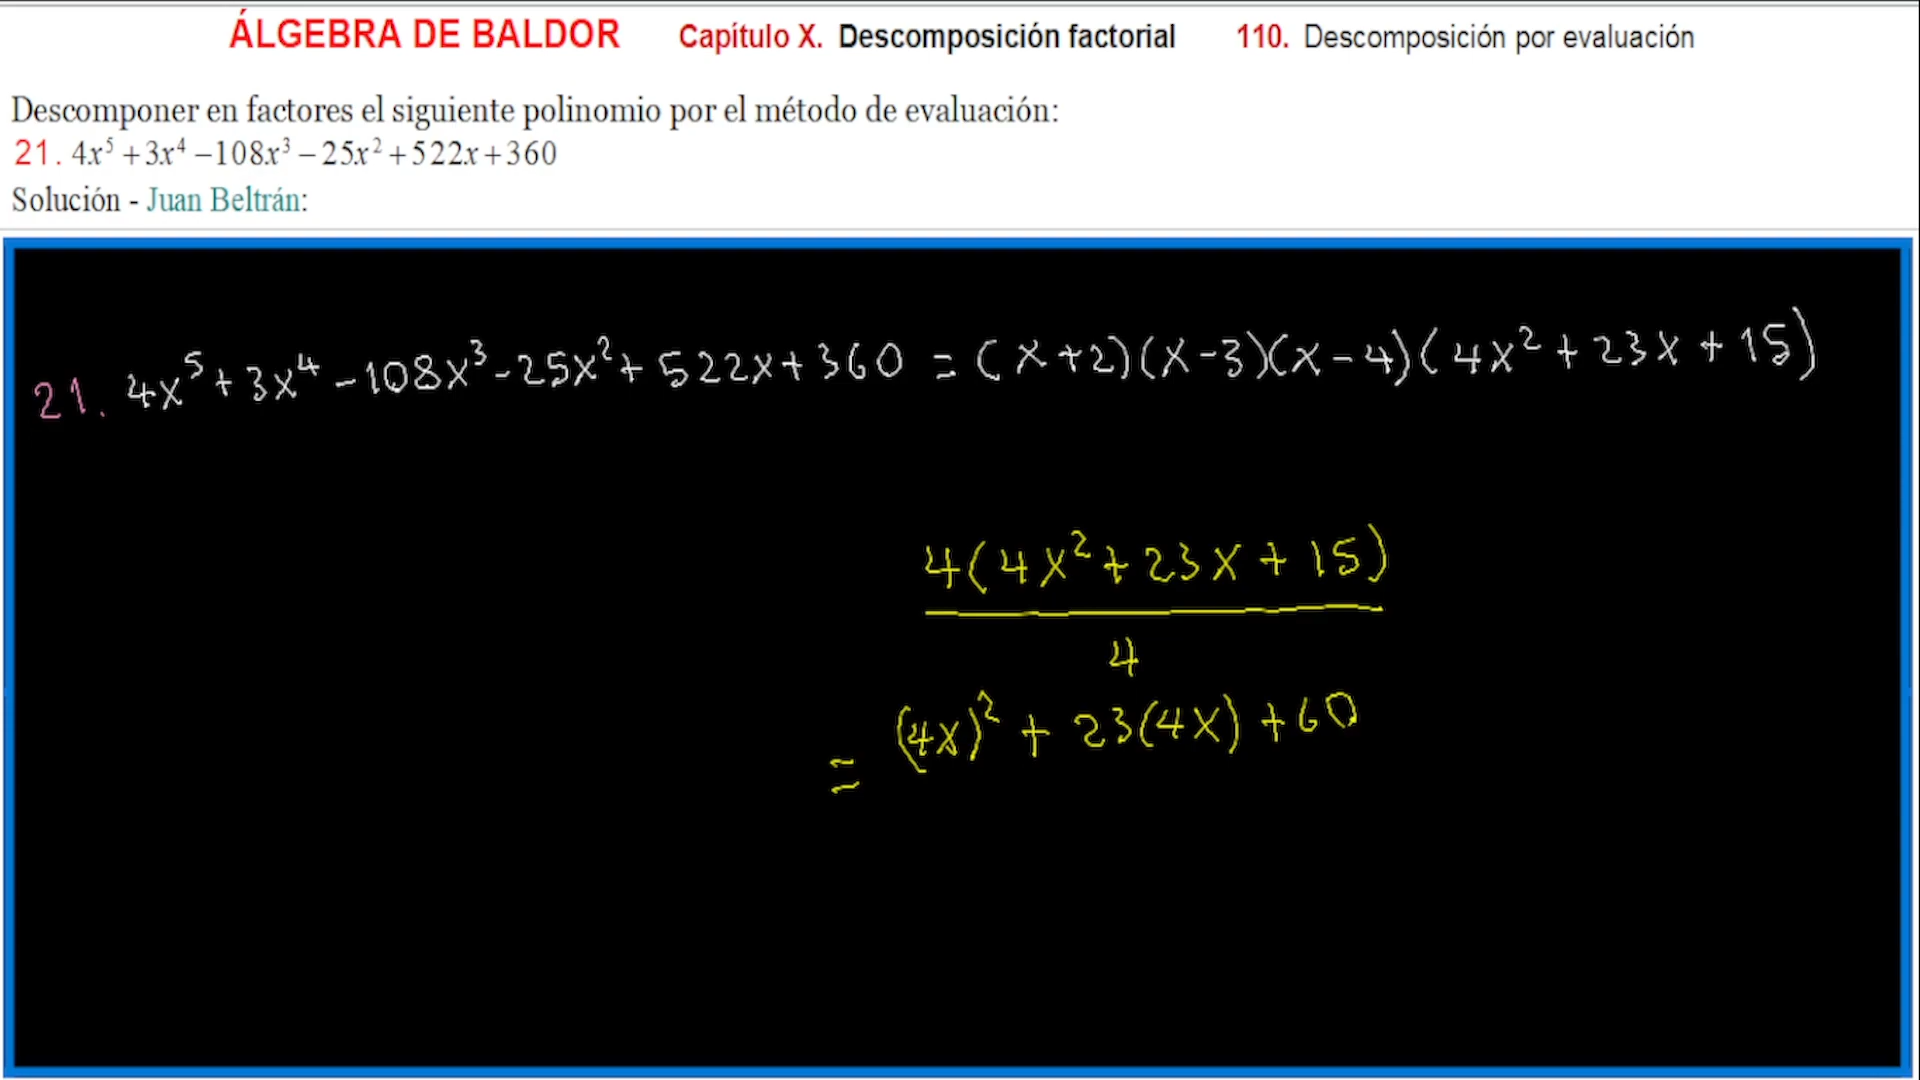 ÁLGEBRA DE BALDOR Capítulo X. Descomposición factorial 110. Descomposición por evaluación
Descomponer en factores el siguiente polinomio por el método de evaluación:
21. 4x⁵ + 3x⁴ – 108x³ – 25x² + 522x + 360
Solución - Juan Beltrán:
21. 4x⁵ + 3x⁴ - 108x³ - 25x² + 522x + 360 = (x+2)(x-3)(x-4)(4x² + 23x + 15)
4(4x² + 23x + 15)
4
= (4x)² + 23(4x) + 60